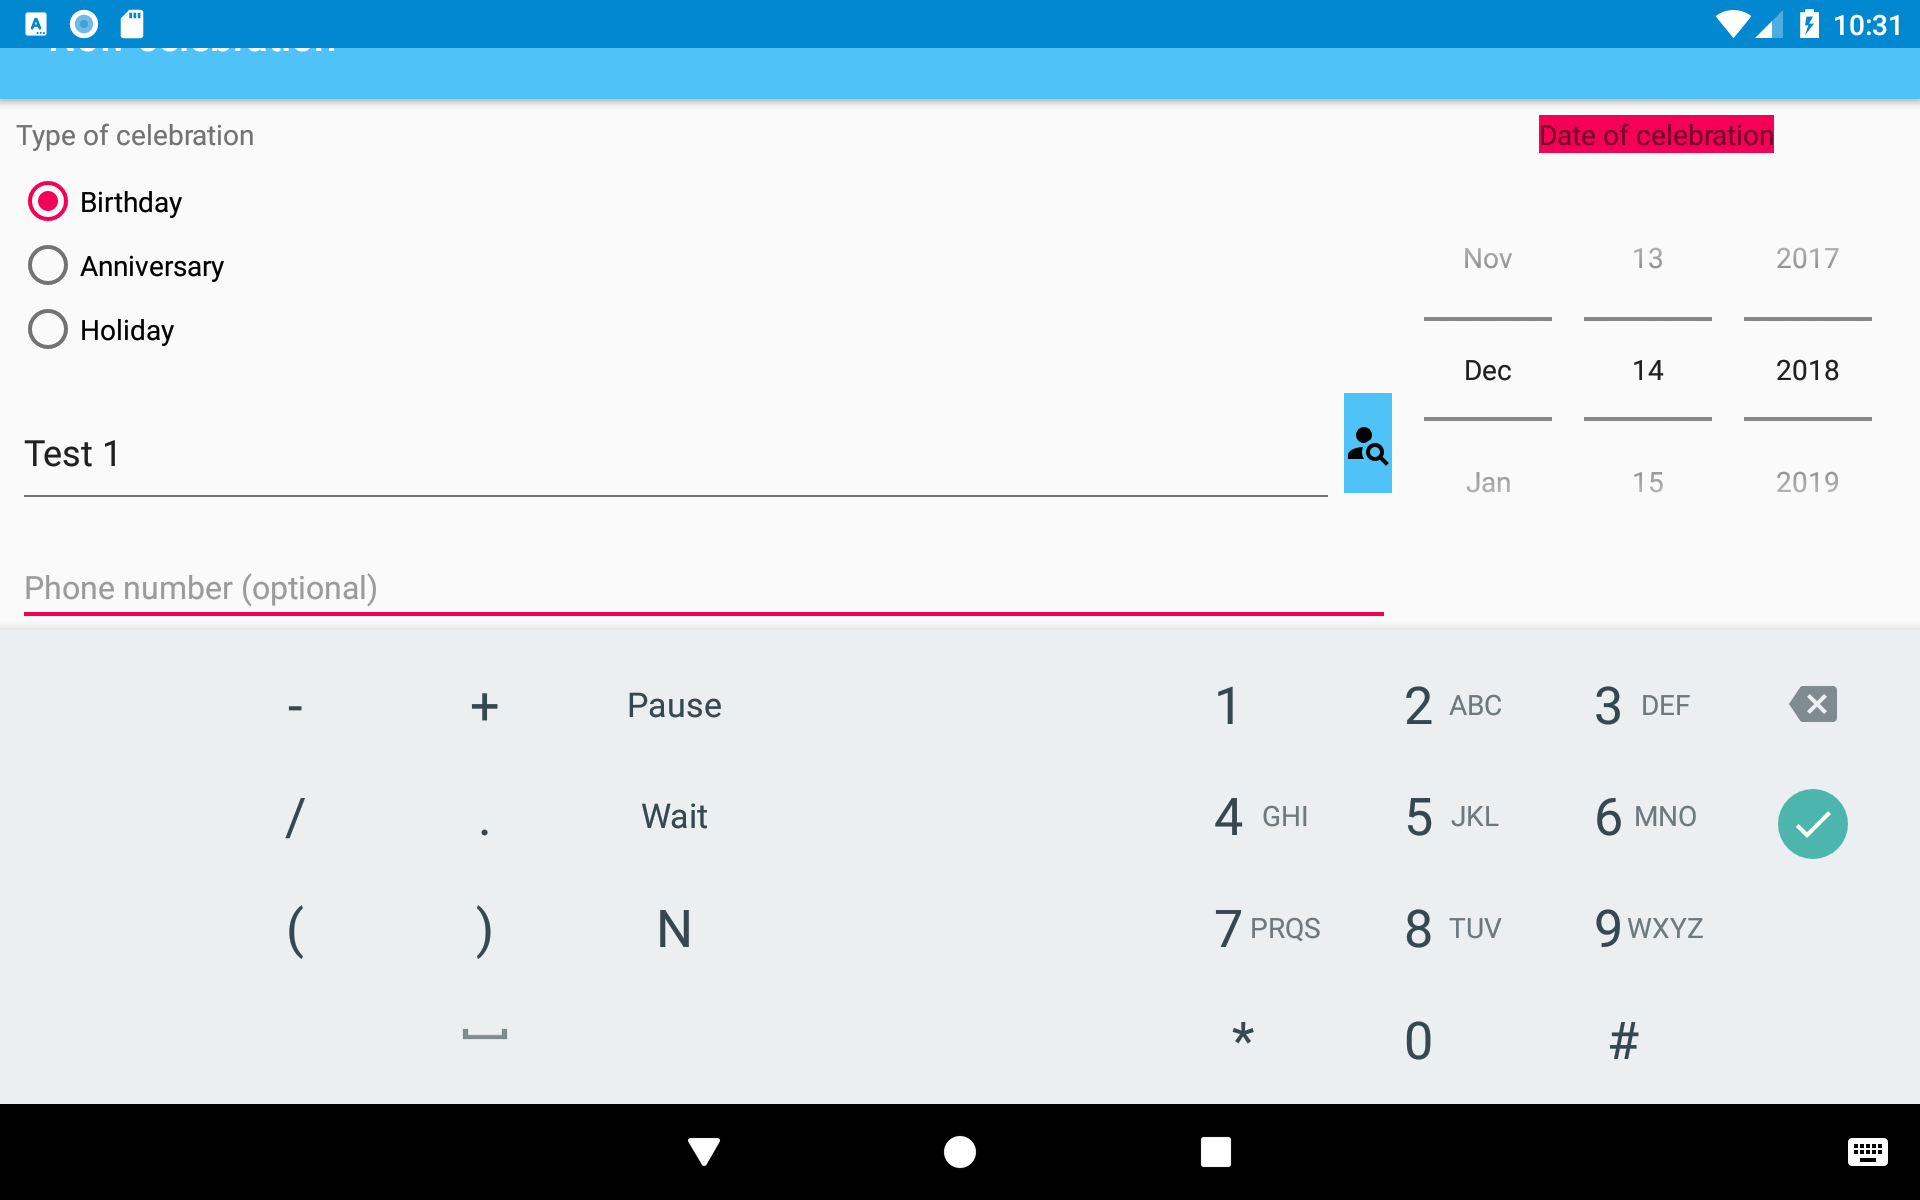 10:31
New celebration
Type of celebration
Date of celebration
Birthday
Anniversary
Holiday
Nov 13 2017
Dec 14 2018
Jan 15 2019
Test 1
Phone number (optional)
- + Pause 1 2 ABC 3 DEF
/ . Wait 4 GHI 5 JKL 6 MNO
( ) N 7 PRQS 8 TUV 9 WXYZ
* 0 #